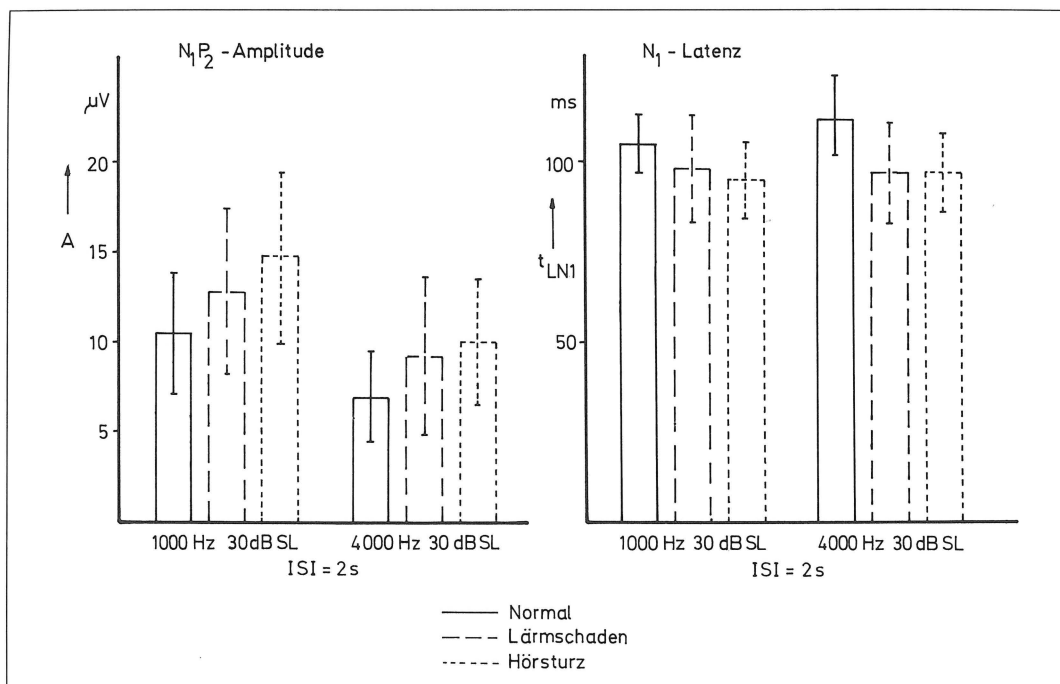 N₁P₂ - Amplitude
µV
20
A
15
10
5
1000 Hz 30 dB SL
4000 Hz 30 dB SL
ISI = 2s
N₁ - Latenz
ms
100
tLN1
50
1000 Hz 30 dB SL
4000 Hz 30 dB SL
ISI = 2s
Normal
Lärmschaden
Hörsturz